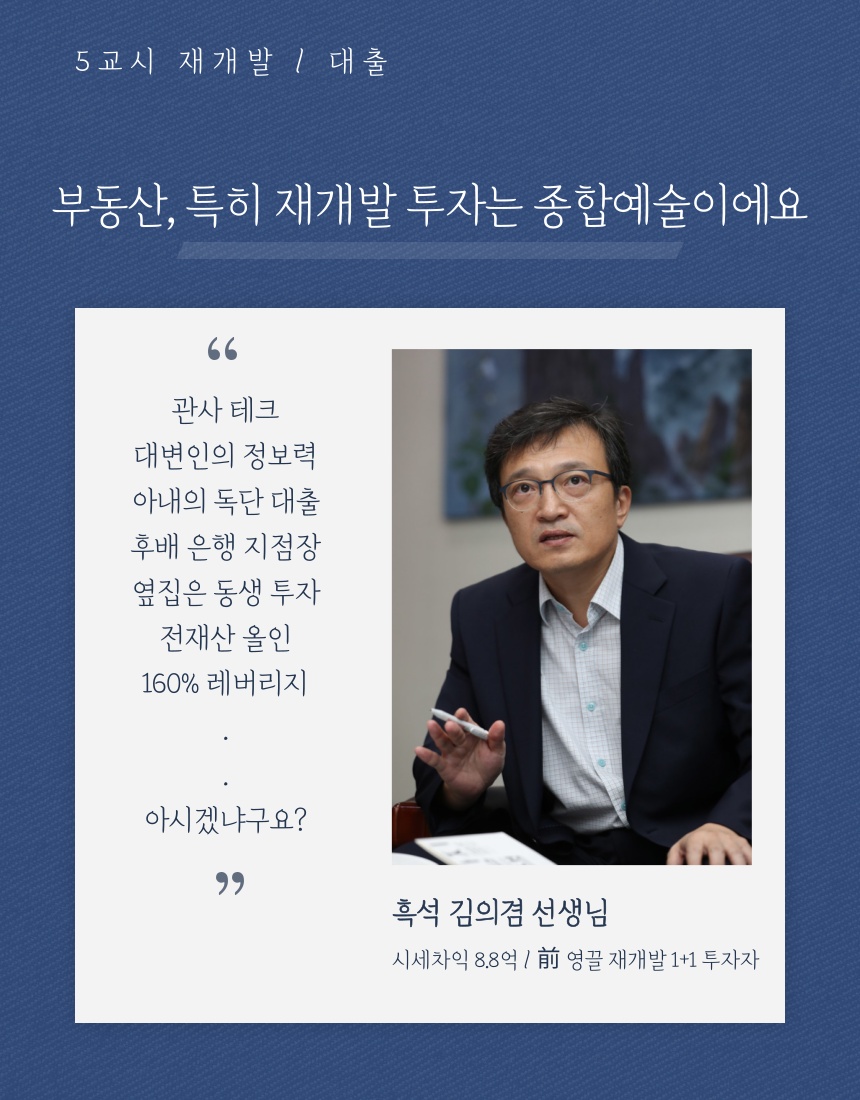 5교시 재개발 / 대출
부동산, 특히 재개발 투자는 종합예술이에요
“
관사 테크
대변인의 정보력
아내의 독단 대출
후배 은행 지점장
옆집은 동생 투자
전재산 올인
160% 레버리지
.
.
아시겠냐구요?
”
흑석 김의겸 선생님
시세차익 8.8억 / 前 영끌 재개발 1+1 투자자